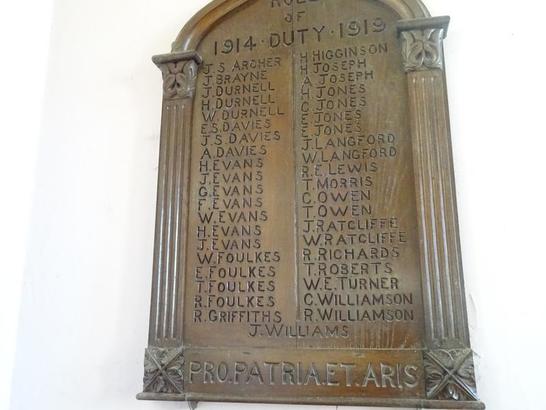 ROLL
OF
1914·DUTY·1919
J.S ARCHER
J.BRAYNE
J.DURNELL
H.DURNELL
W.DURNELL
E.S.DAVIES
J.S.DAVIES
A.DAVIES
H.EVANS
J.EVANS
G.EVANS
F.EVANS
W.EVANS
H.EVANS
J.EVANS
W.FOULKES
E.FOULKES
T.FOULKES
R.FOULKES
R.GRIFFITHS
H HIGGINSON
H.JOSEPH
A JOSEPH
H.JONES
C.JONES
E.JONES
E.JONES
J.LANGFORD
W.LANGFORD
R.E LEWIS
T.MORRIS
C.OWEN
T.OWEN
J.RATCLIFFE
W.RATCLIFFE
R.RICHARDS
T.ROBERTS
W.E.TURNER
C.WILLIAMSON
R.WILLIAMSON
J.WILLIAMS
PRO.PATRIA.ET.ARIS